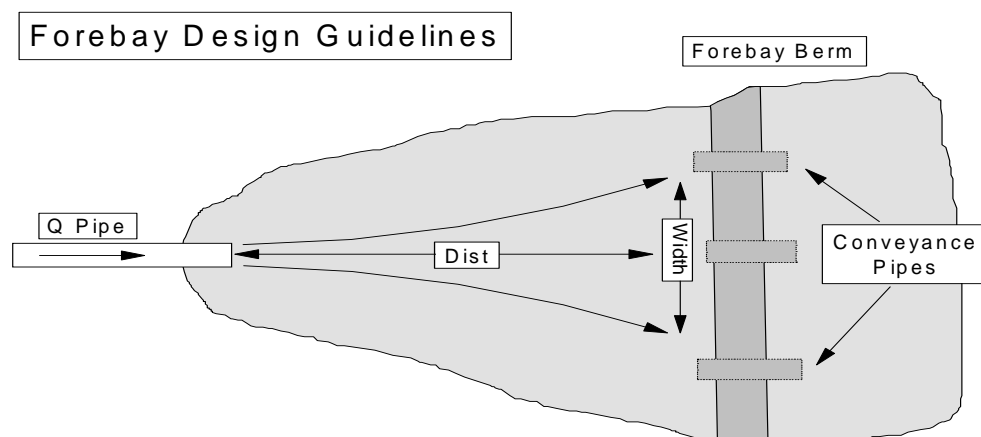 Forebay Design Guidelines
Forebay Berm
Q Pipe
Dist
Width
Conveyance
Pipes